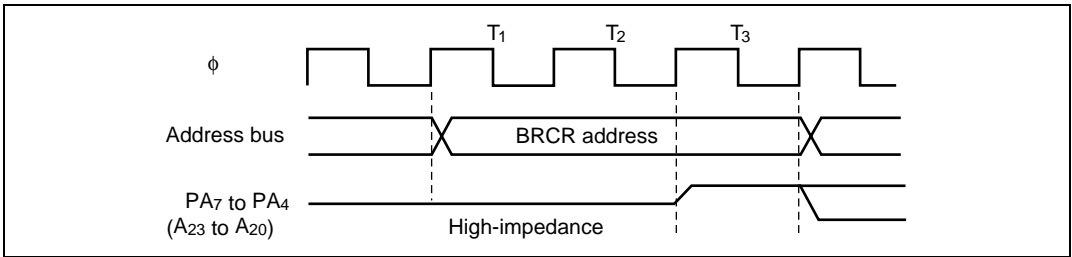 T1 T2 T3
φ
Address bus BRCR address
PA7 to PA4
(A23 to A20) High-impedance